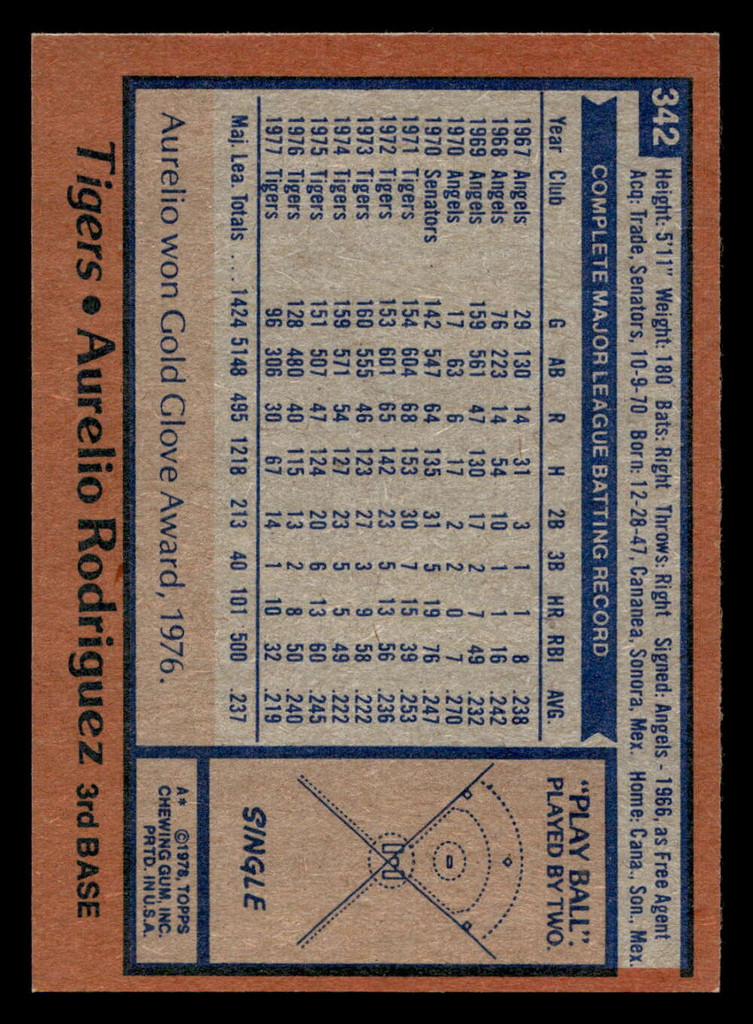 342
Height: 5'11" Weight: 180 Bats: Right Throws: Right Signed: Angels - 1966, as Free Agent
Acq: Trade, Senators, 10-9-70 Born: 12-28-47, Cananea, Sonora, Mex. Home: Cana., Son., Mex.
COMPLETE MAJOR LEAGUE BATTING RECORD
Year Club G AB R H 2B 3B HR RBI AVG.
1967 Angels 29 130 14 31 3 1 1 8 .238
1968 Angels 76 223 14 54 10 1 1 16 .242
1969 Angels 159 561 47 130 17 2 7 49 .232
1970 Angels 17 63 6 17 2 2 0 7 .270
1970 Senators 142 547 64 135 31 5 19 76 .247
1971 Tigers 154 604 68 153 30 7 15 39 .253
1972 Tigers 153 601 65 142 23 5 13 56 .236
1973 Tigers 160 555 46 123 27 3 9 58 .222
1974 Tigers 159 571 54 127 23 5 5 49 .222
1975 Tigers 151 507 47 124 20 6 13 60 .245
1976 Tigers 128 480 40 115 13 2 8 50 .240
1977 Tigers 96 306 30 67 14 1 10 32 .219
Maj. Lea. Totals .... 1424 5148 495 1218 213 40 101 500 .237
Aurelio won Gold Glove Award, 1976.
"PLAY BALL"
PLAYED BY TWO.
SINGLE
A* ©1978, TOPPS
CHEWING GUM, INC.
PRTD. IN U.S.A.
Tigers • Aurelio Rodriguez 3rd BASE